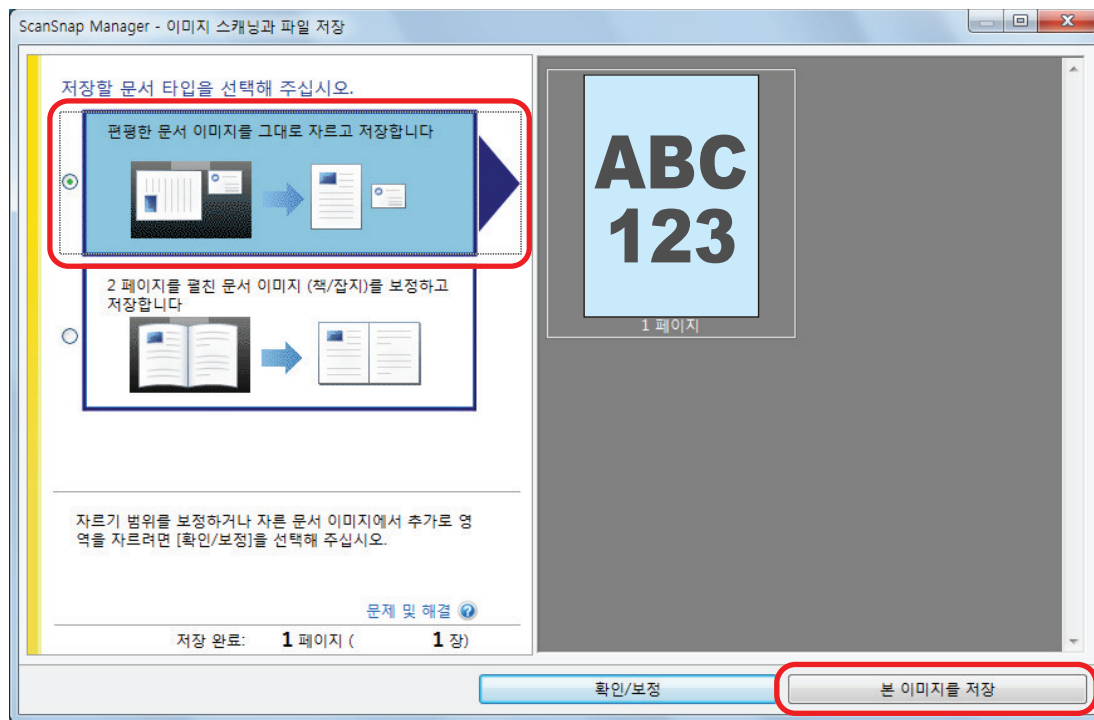 ScanSnap Manager - 이미지 스캐닝과 파일 저장
저장할 문서 타입을 선택해 주십시오.
편평한 문서 이미지를 그대로 자르고 저장합니다
2 페이지를 펼친 문서 이미지 (책/잡지)를 보정하고
저장합니다
자르기 범위를 보정하거나 자른 문서 이미지에서 추가로 영
역을 자르려면 [확인/보정]을 선택해 주십시오.
문제 및 해결
저장 완료: 1 페이지 ( 1 장)
ABC
123
1 페이지
확인/보정
본 이미지를 저장